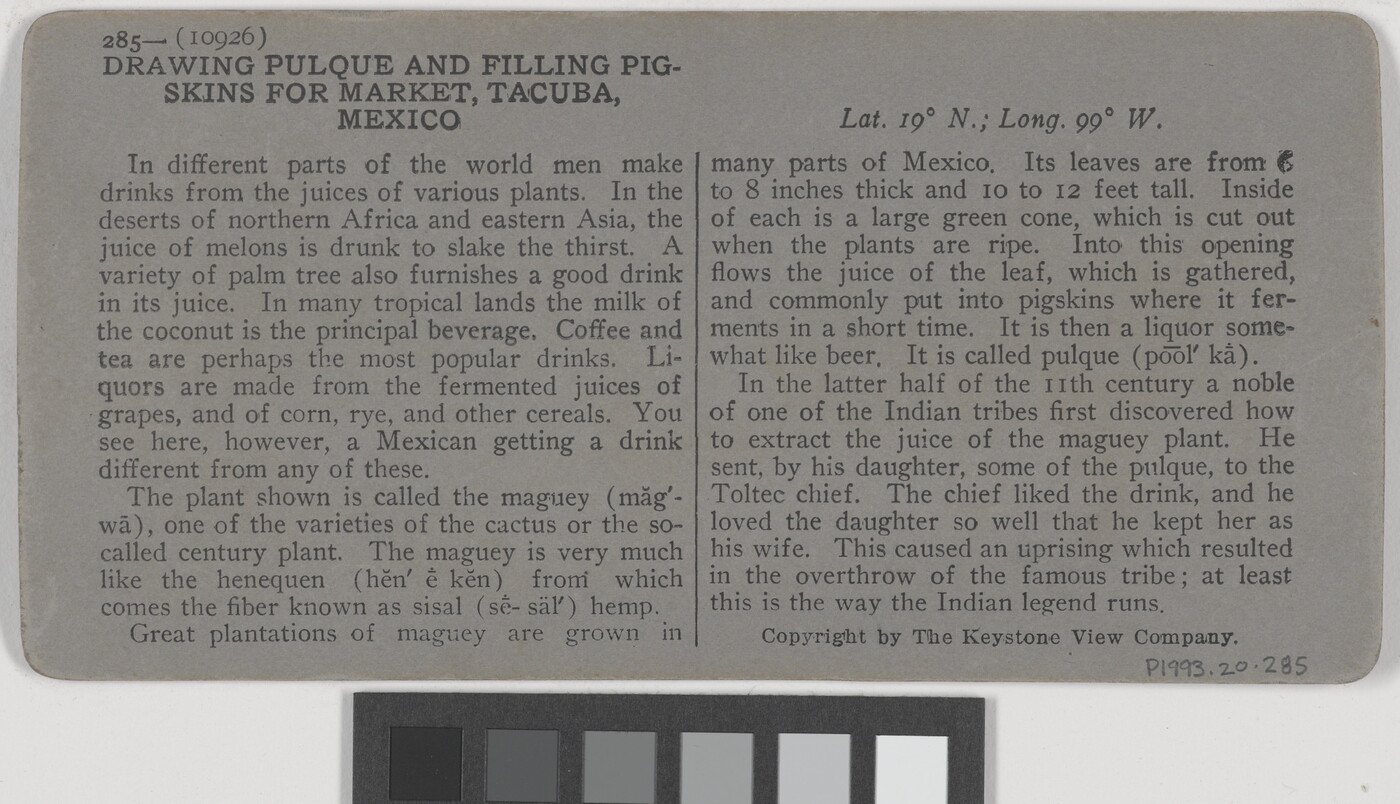 285— (10926)
DRAWING PULQUE AND FILLING PIG-
SKINS FOR MARKET, TACUBA,
MEXICO
In different parts of the world men make
drinks from the juices of various plants. In the
deserts of northern Africa and eastern Asia, the
juice of melons is drunk to slake the thirst. A
variety of palm tree also furnishes a good drink
in its juice. In many tropical lands the milk of
the coconut is the principal beverage. Coffee and
tea are perhaps the most popular drinks. Li-
quors are made from the fermented juices of
grapes, and of corn, rye, and other cereals. You
see here, however, a Mexican getting a drink
different from any of these.
The plant shown is called the maguey (măg′-
wā), one of the varieties of the cactus or the so-
called century plant. The maguey is very much
like the henequen (hĕn′ ē̇ kĕn) from which
comes the fiber known as sisal (sē̇- säl′) hemp.
Great plantations of maguey are grown in
Lat. 19° N.; Long. 99° W.
many parts of Mexico. Its leaves are from 6
to 8 inches thick and 10 to 12 feet tall. Inside
of each is a large green cone, which is cut out
when the plants are ripe. Into this opening
flows the juice of the leaf, which is gathered,
and commonly put into pigskins where it fer-
ments in a short time. It is then a liquor some-
what like beer. It is called pulque (po͞ol′ kā̇).
In the latter half of the 11th century a noble
of one of the Indian tribes first discovered how
to extract the juice of the maguey plant. He
sent, by his daughter, some of the pulque, to the
Toltec chief. The chief liked the drink, and he
loved the daughter so well that he kept her as
his wife. This caused an uprising which resulted
in the overthrow of the famous tribe; at least
this is the way the Indian legend runs.
Copyright by The Keystone View Company.
P1993.20.285